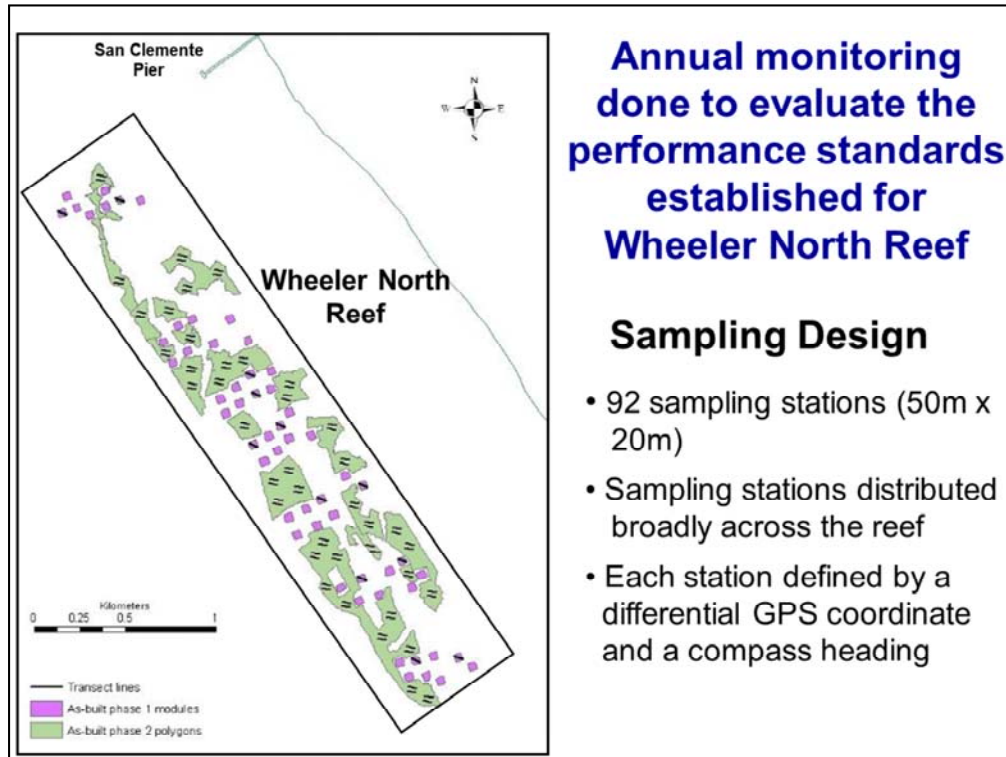 San Clemente
Pier
N
W E
S
Wheeler North
Reef
Kilometers
0 0.25 0.5 1
Transect lines
As-built phase 1 modules
As-built phase 2 polygons
Annual monitoring
done to evaluate the
performance standards
established for
Wheeler North Reef
Sampling Design
• 92 sampling stations (50m x
20m)
• Sampling stations distributed
broadly across the reef
• Each station defined by a
differential GPS coordinate
and a compass heading